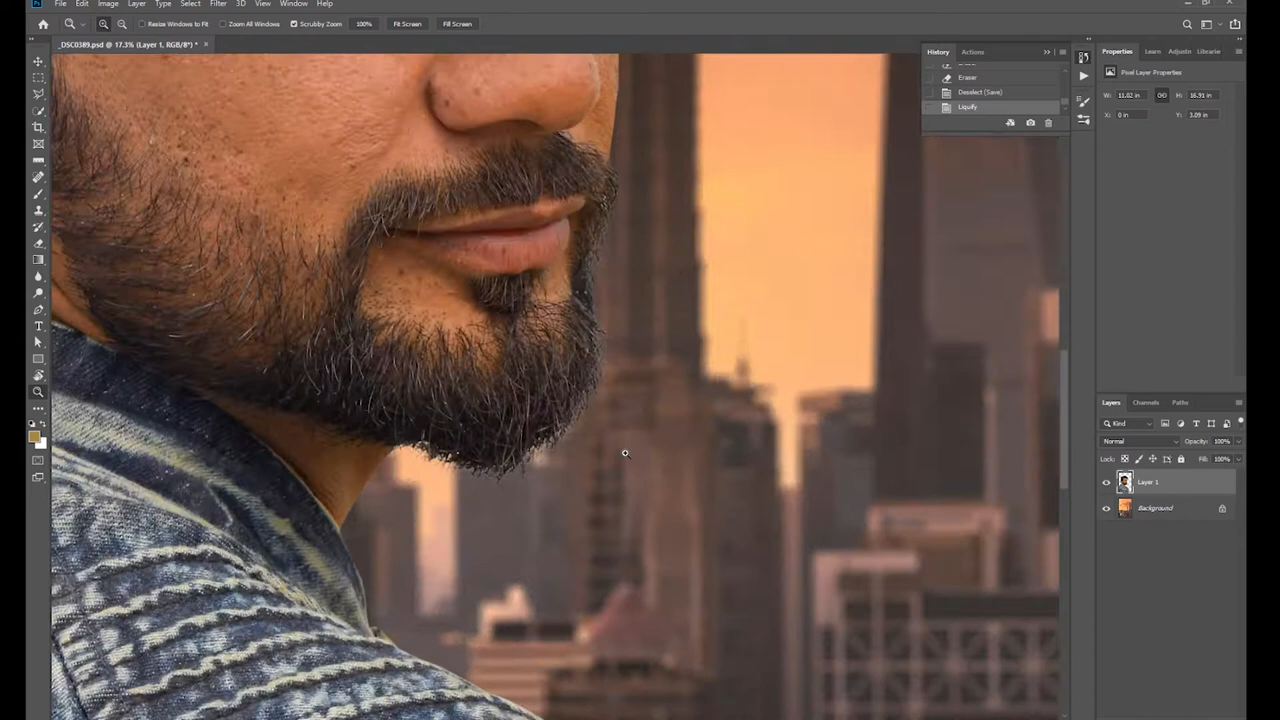 Ps File Edit Image Layer Type Select Filter 3D View Window Help
Resize Windows to Fit Zoom All Windows Scrubby Zoom 100% Fit Screen Fill Screen
_DSC0389.psd @ 17.3% (Layer 1, RGB/8*) * ×
History Actions
Eraser
Deselect (Save)
Liquify
Properties Learn Adjustn Librarie
Pixel Layer Properties
W: 11.02 in H: 16.91 in
X: 0 in Y: 3.09 in
T
Layers Channels Paths
Kind
Normal Opacity: 100%
Lock: Fill: 100%
Layer 1
Background